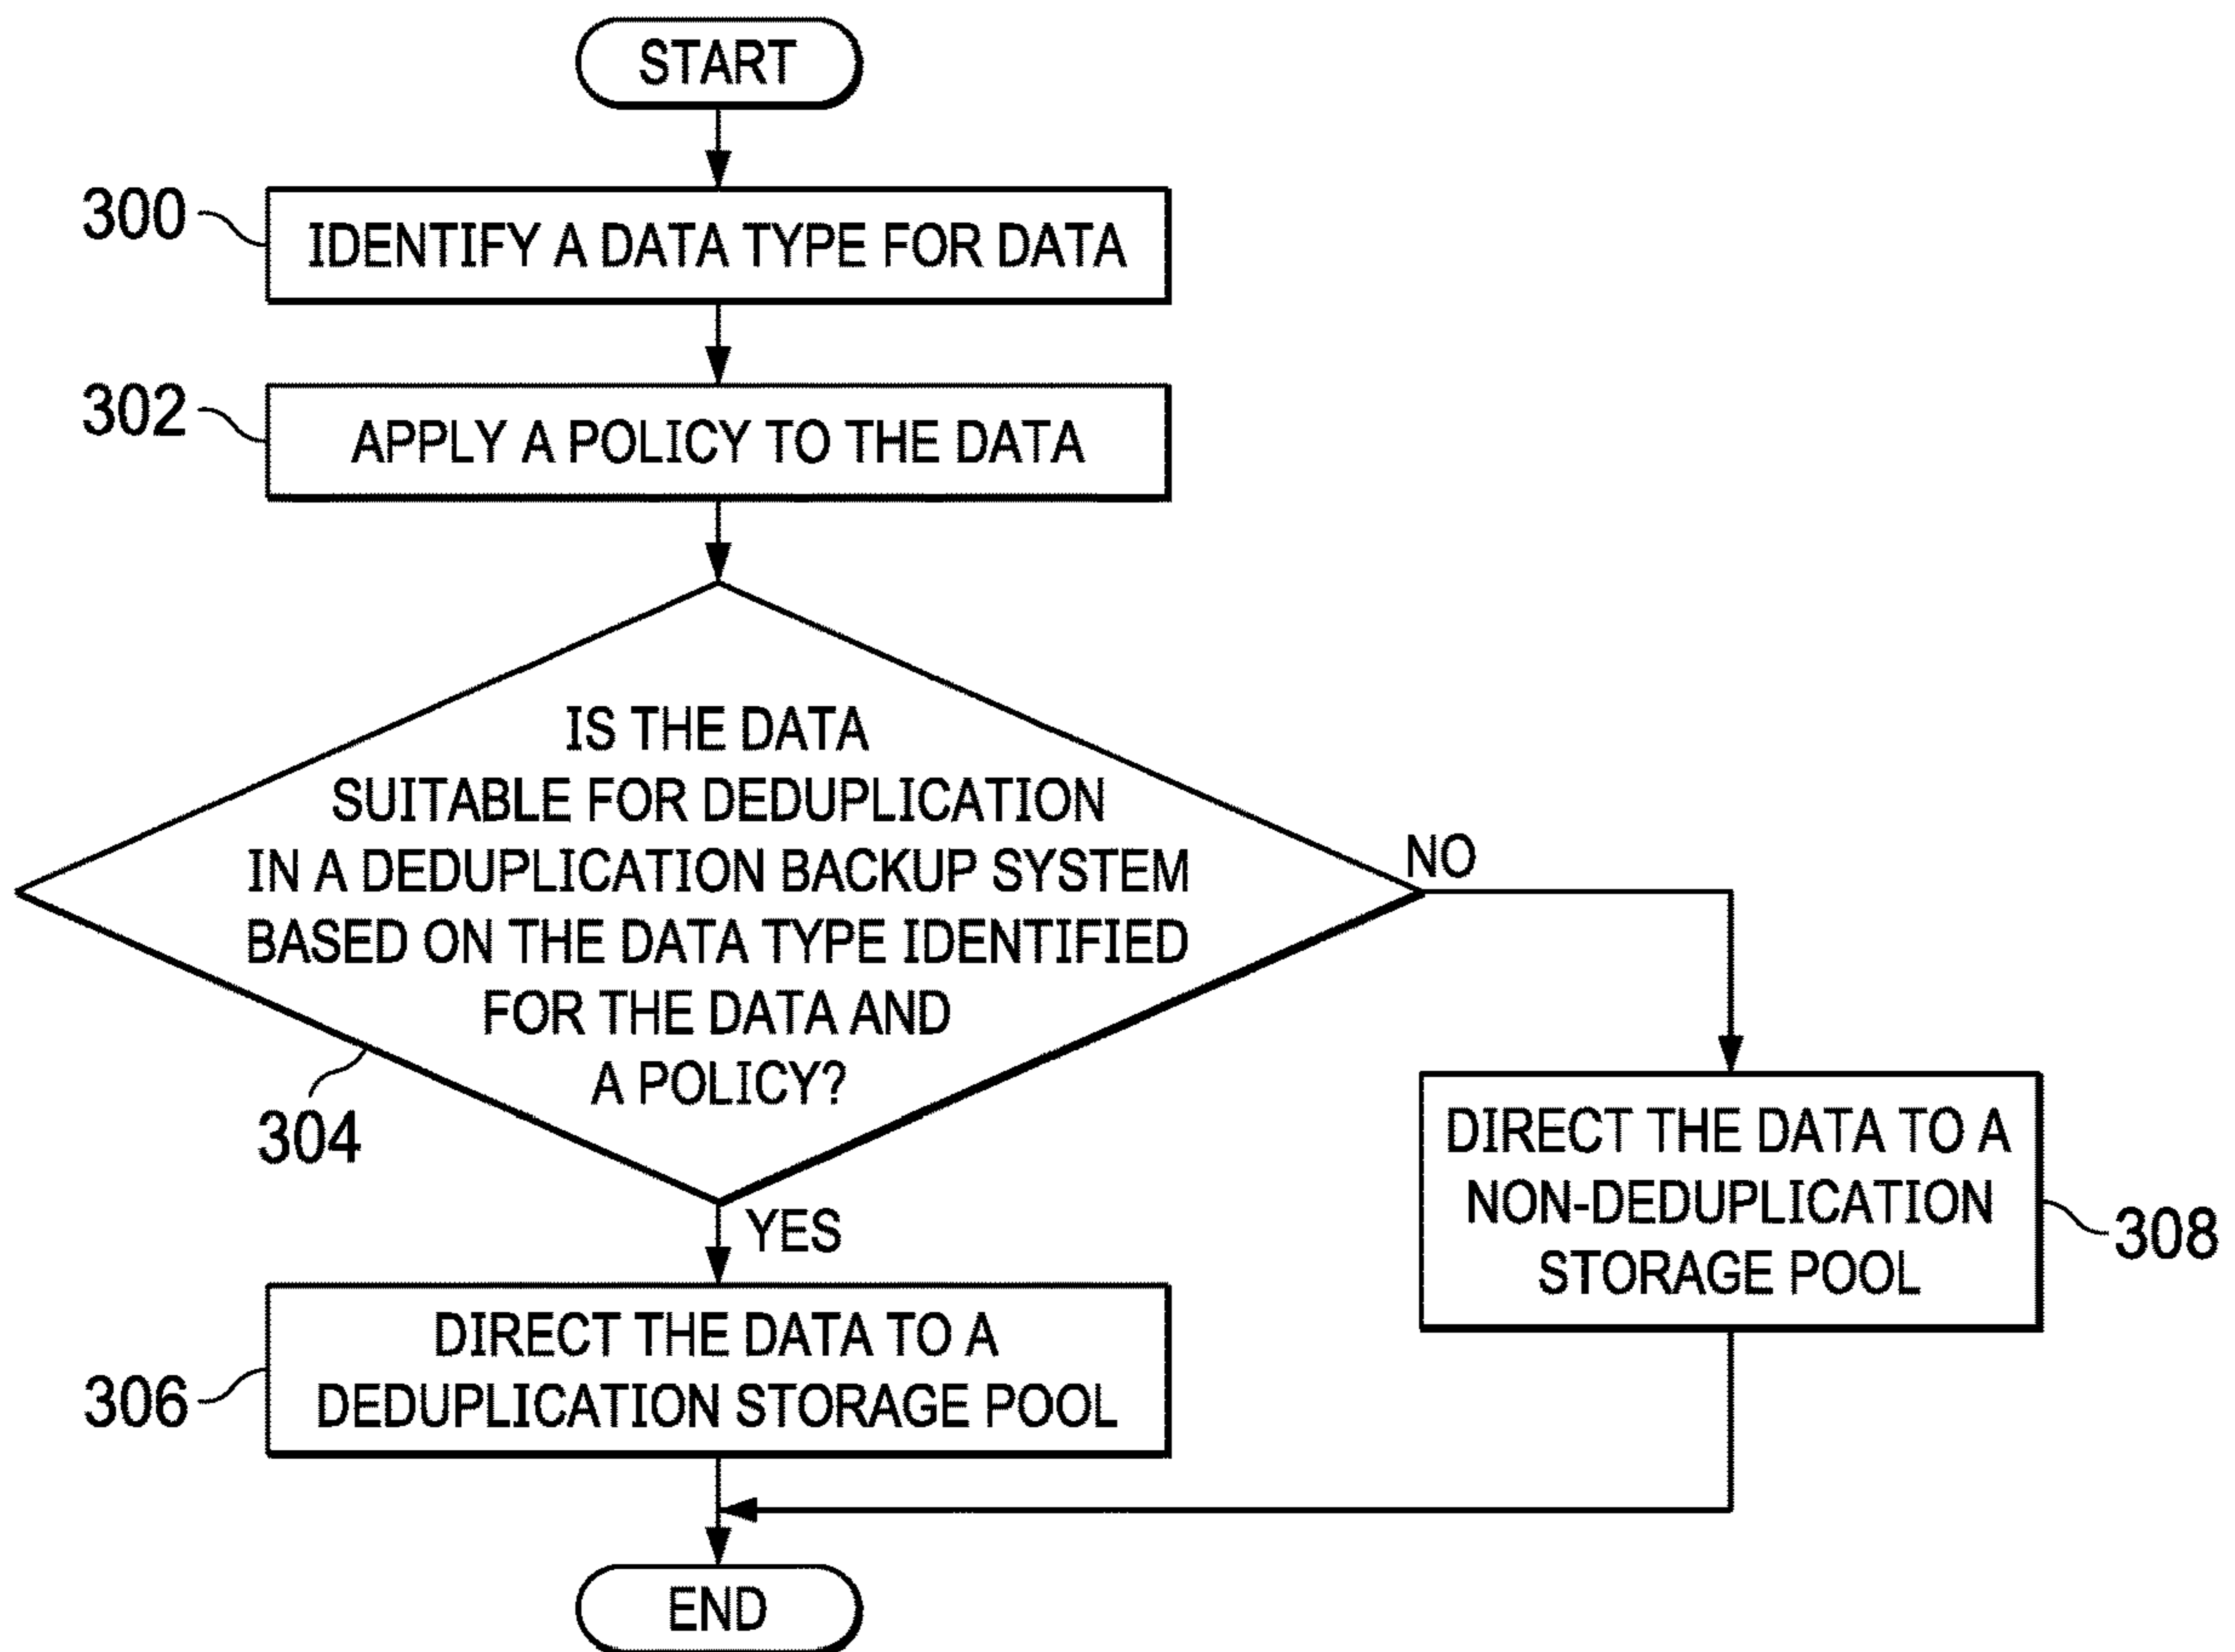 START
300
IDENTIFY A DATA TYPE FOR DATA
302
APPLY A POLICY TO THE DATA
IS THE DATA
SUITABLE FOR DEDUPLICATION
IN A DEDUPLICATION BACKUP SYSTEM
BASED ON THE DATA TYPE IDENTIFIED
FOR THE DATA AND
A POLICY?
304
NO
YES
DIRECT THE DATA TO A
NON-DEDUPLICATION
STORAGE POOL
308
306
DIRECT THE DATA TO A
DEDUPLICATION STORAGE POOL
END